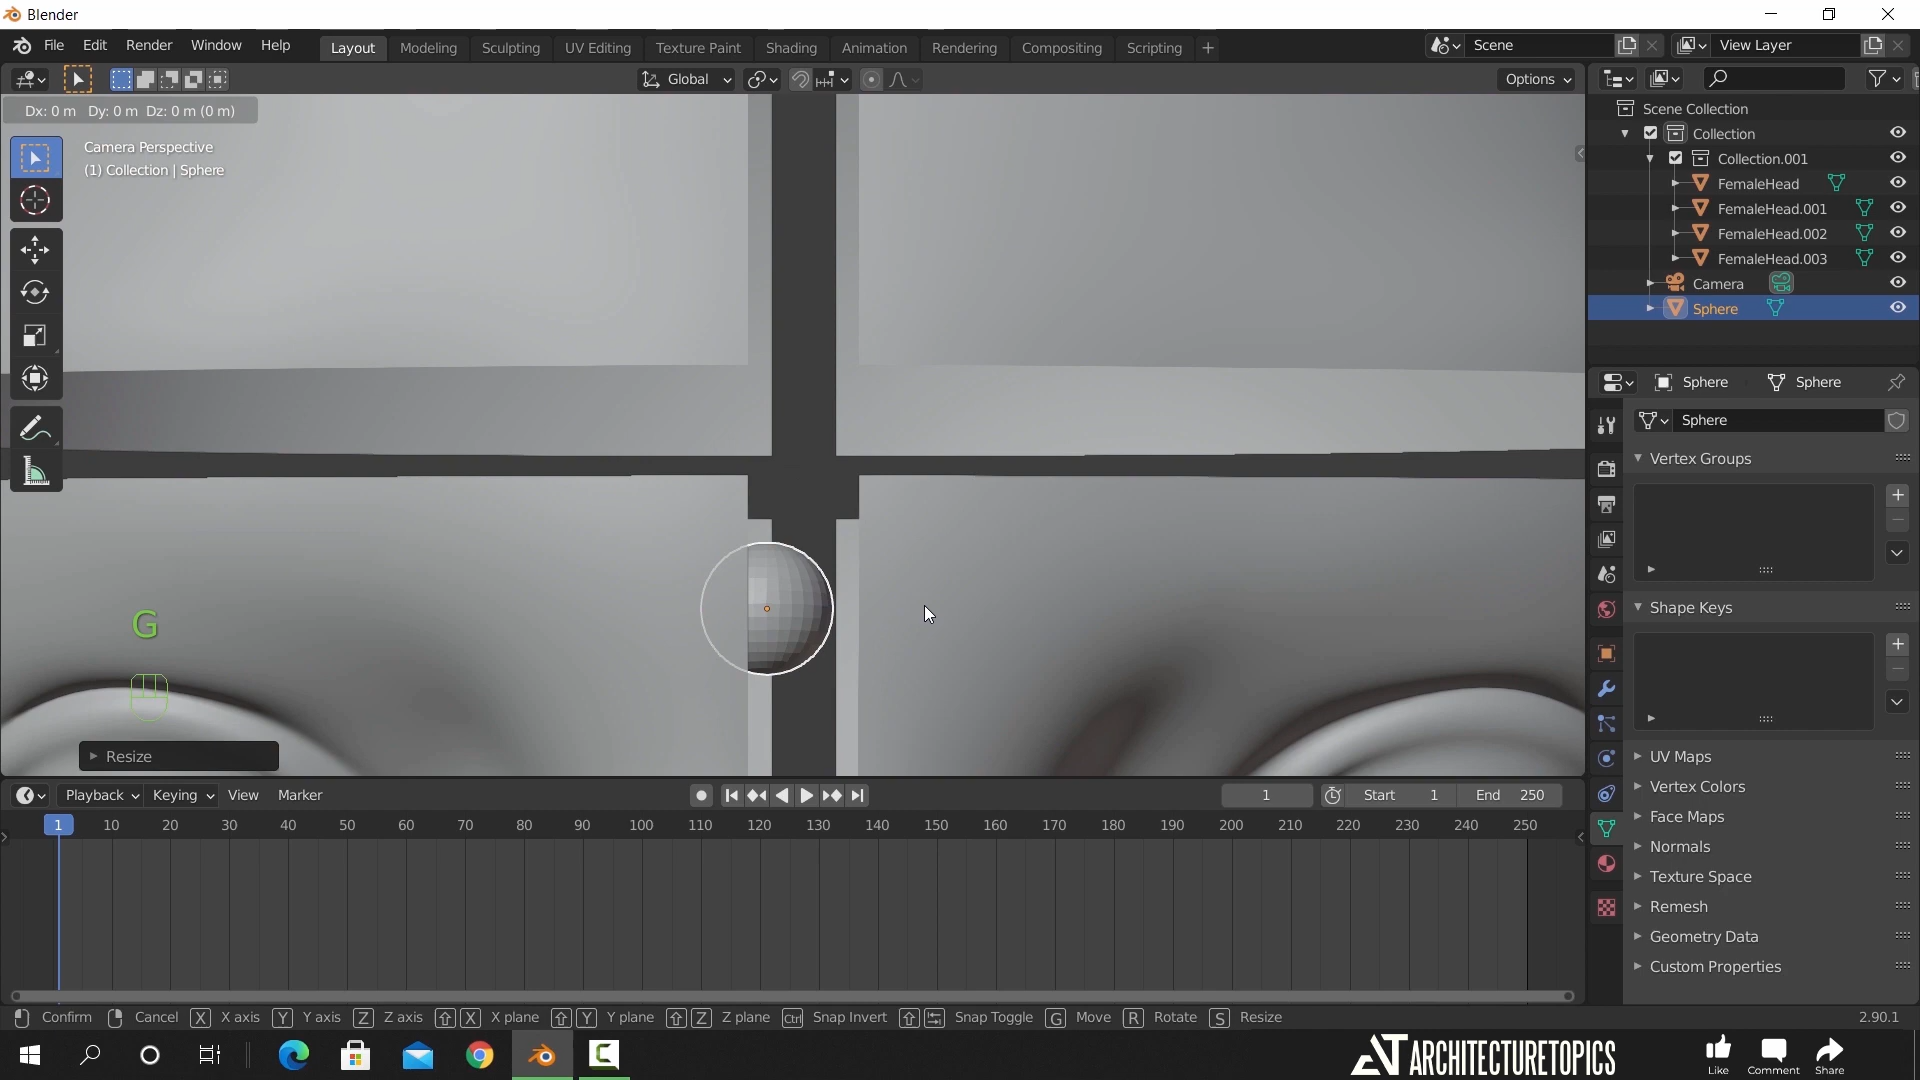 Blender
File Edit Render Window Help Layout Modeling Sculpting UV Editing Texture Paint Shading Animation Rendering Compositing Scripting + Scene View Layer
Global Options
Dx: 0 m Dy: 0 m Dz: 0 m (0 m)
Camera Perspective
(1) Collection | Sphere
Scene Collection
Collection
Collection.001
FemaleHead
FemaleHead.001
FemaleHead.002
FemaleHead.003
Camera
Sphere
Sphere Sphere
Sphere
Vertex Groups
Shape Keys
UV Maps
Vertex Colors
Face Maps
Normals
Texture Space
Remesh
Geometry Data
Custom Properties
G
Resize
Playback Keying View Marker 1 Start 1 End 250
1 10 20 30 40 50 60 70 80 90 100 110 120 130 140 150 160 170 180 190 200 210 220 230 240 250
Confirm Cancel X X axis Y Y axis Z Z axis X X plane Y Y plane Z Z plane Ctrl Snap Invert Snap Toggle G Move R Rotate S Resize 2.90.1
ARCHITECTURETOPICS
Like Comment Share